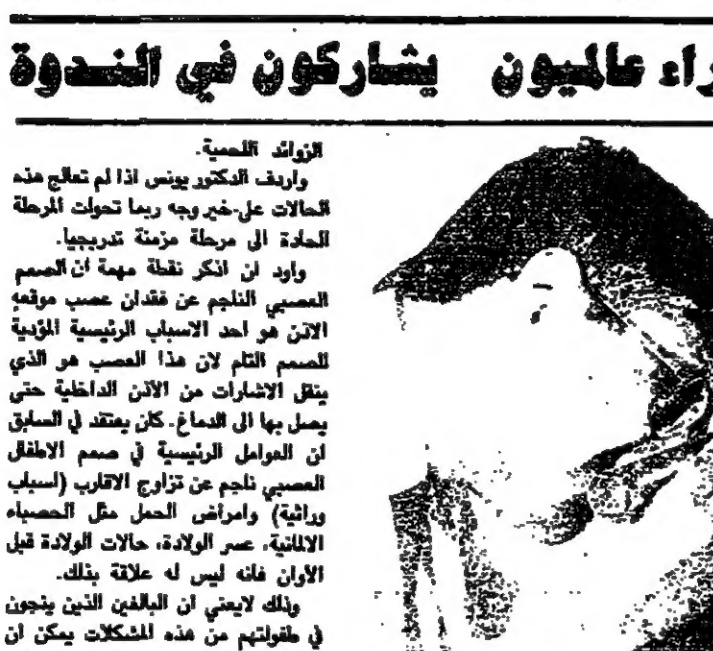 راء عالميون يشاركون في الندوة
الزوائد اللحمية.
واردف الدكتور يونس اذا لم تعالج هذه
الحالات على خير وجه ربما تحولت المرحلة
الحادة الى مرحلة مزمنة تدريجيا.
واود ان اذكر نقطة مهمة ان الصمم
العصبي الناجم عن فقدان عصب موقعه
الاذن هو احد الاسباب الرئيسية المؤدية
للصمم التام لان هذا العصب هو الذي
ينقل الاشارات من الاذن الداخلية حتى
يصل بها الى الدماغ. كان يعتقد في السابق
ان العوامل الرئيسية في صمم الاطفال
العصبي ناجم عن تزاوج الاقارب (اسباب
وراثية) وامراض الحمل مثل الحصباء
الالمانية، عسر الولادة، حالات الولادة قبل
الأوان فانه ليس له علاقة بذلك.
وذلك لايعني ان البالغين الذين ينجون
في طفولتهم من هذه المشكلات يمكن ان